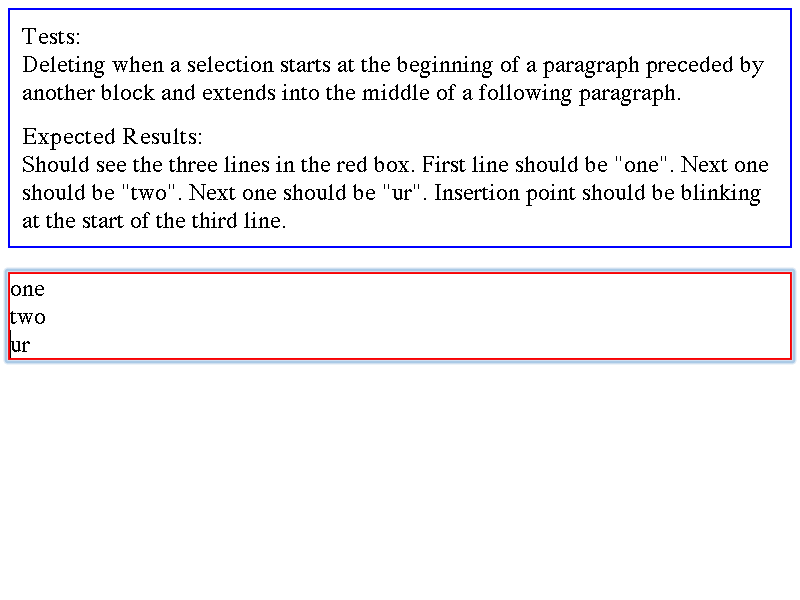 Tests:
Deleting when a selection starts at the beginning of a paragraph preceded by
another block and extends into the middle of a following paragraph.
Expected Results:
Should see the three lines in the red box. First line should be "one". Next one
should be "two". Next one should be "ur". Insertion point should be blinking
at the start of the third line.
one
two
ur